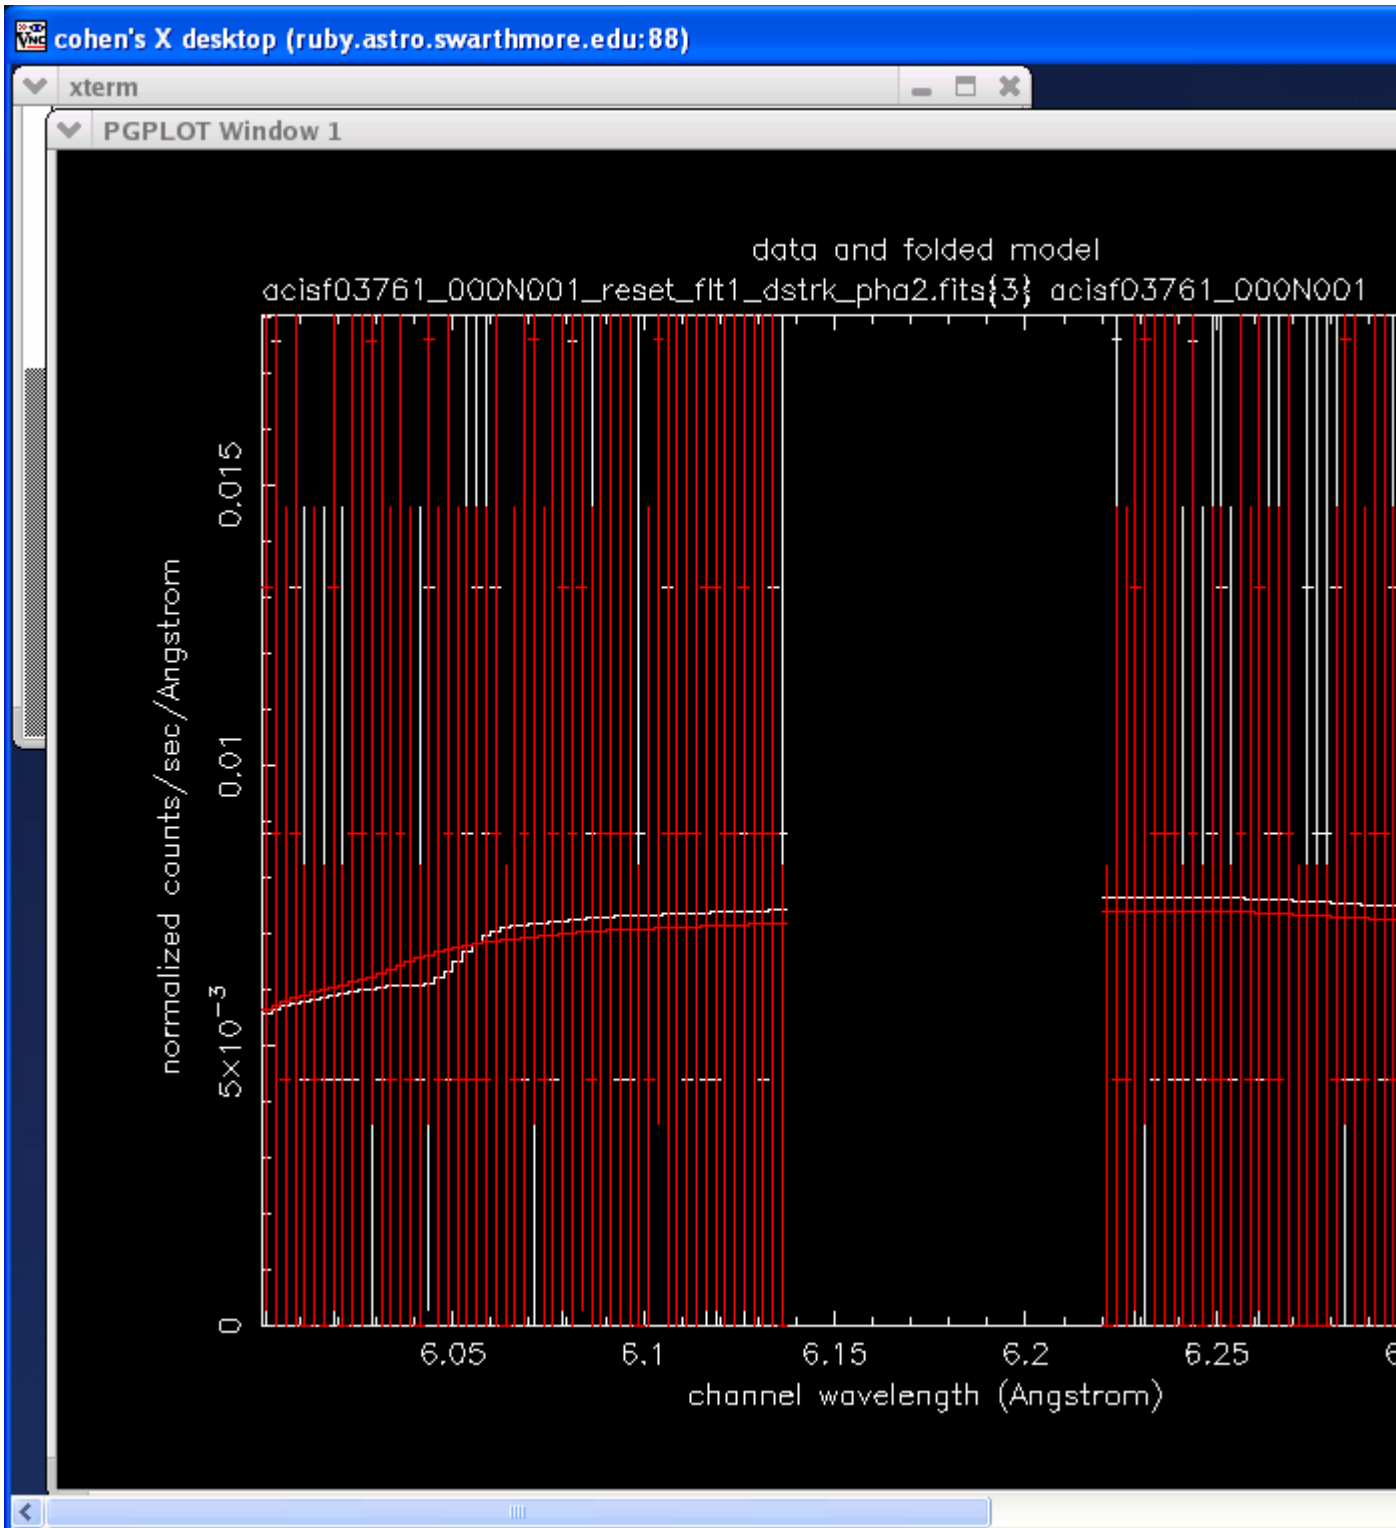 cohen's X desktop (ruby.astro.swarthmore.edu:88)
xterm
PGPLOT Window 1
data and folded model
acisf03761_000N001_reset_flt1_dstrk_pha2.fits{3} acisf03761_000N001
normalized counts/sec/Angstrom
0.015
0.01
5×10⁻³
0
6.05 6.1 6.15 6.2 6.25 6
channel wavelength (Angstrom)